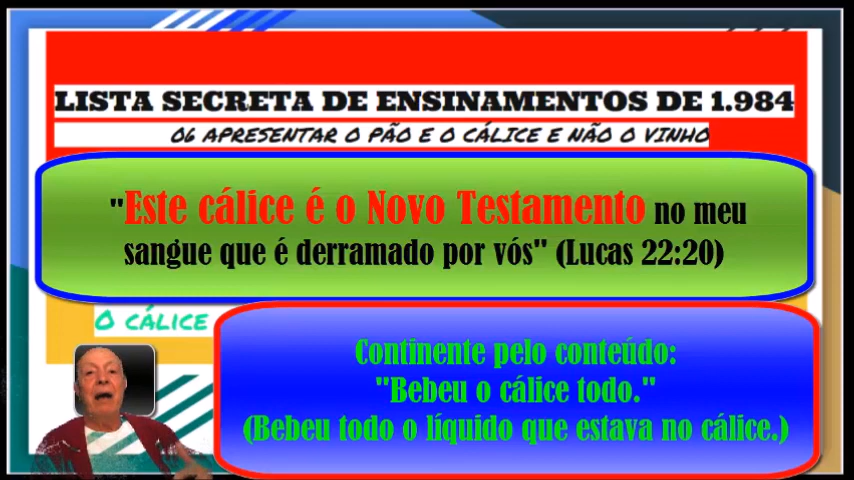 LISTA SECRETA DE ENSINAMENTOS DE 1.984
06 APRESENTAR O PÃO E O CÁLICE E NÃO O VINHO
"Este cálice é o Novo Testamento no meu
sangue que é derramado por vós" (Lucas 22:20)
O CÁLICE
Continente pelo conteúdo:
"Bebeu o cálice todo."
(Bebeu todo o líquido que estava no cálice.)